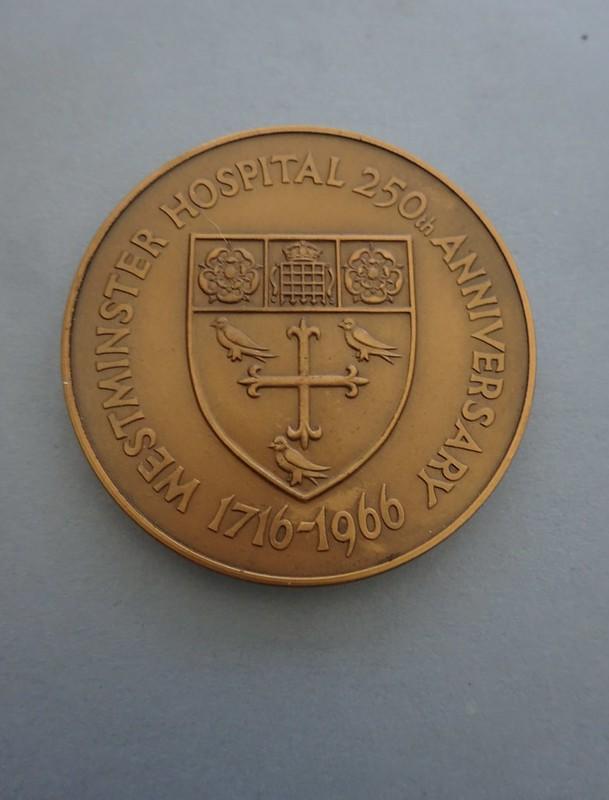 WESTMINSTER HOSPITAL 250th ANNIVERSARY
1716-1966